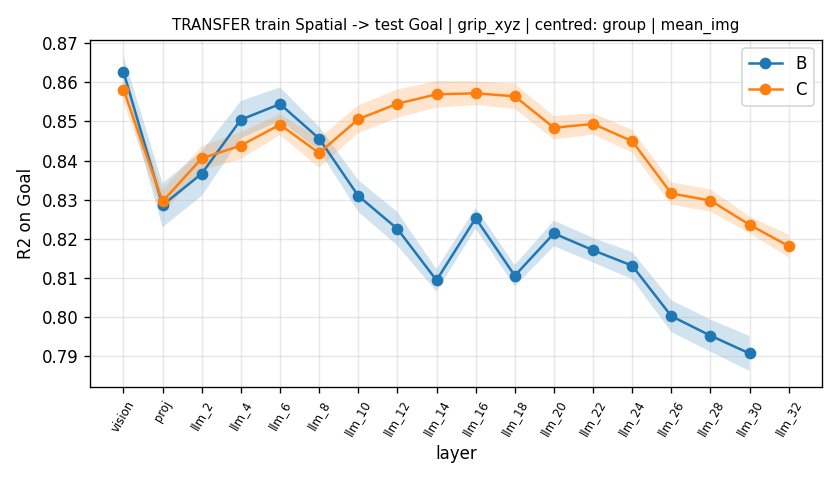 TRANSFER train Spatial -> test Goal | grip_xyz | centred: group | mean_img
B
C
R2 on Goal
0.87
0.86
0.85
0.84
0.83
0.82
0.81
0.80
0.79
vision
proj
llm_2
llm_4
llm_6
llm_8
llm_10
llm_12
llm_14
llm_16
llm_18
llm_20
llm_22
llm_24
llm_26
llm_28
llm_30
llm_32
layer